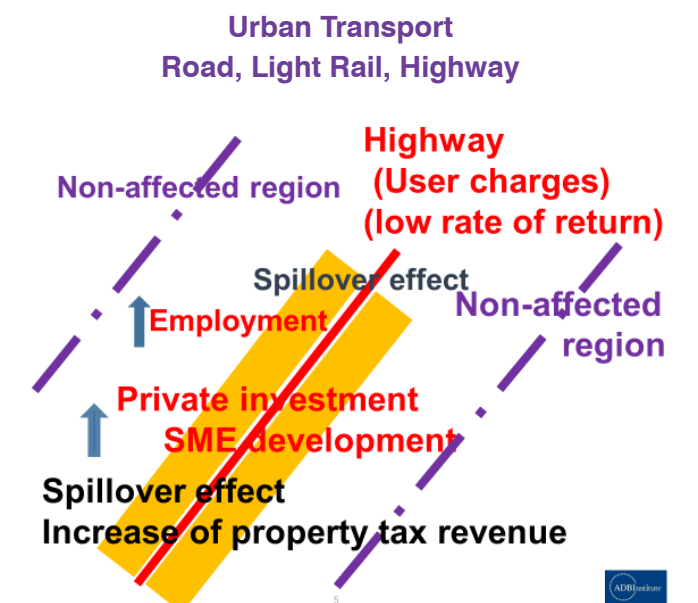 Urban Transport
Road, Light Rail, Highway
Highway
(User charges)
(low rate of return)
Non-affected region
Spillover effect
Non-affected
region
Employment
Private investment
SME development
Spillover effect
Increase of property tax revenue
ADBInstitute
5